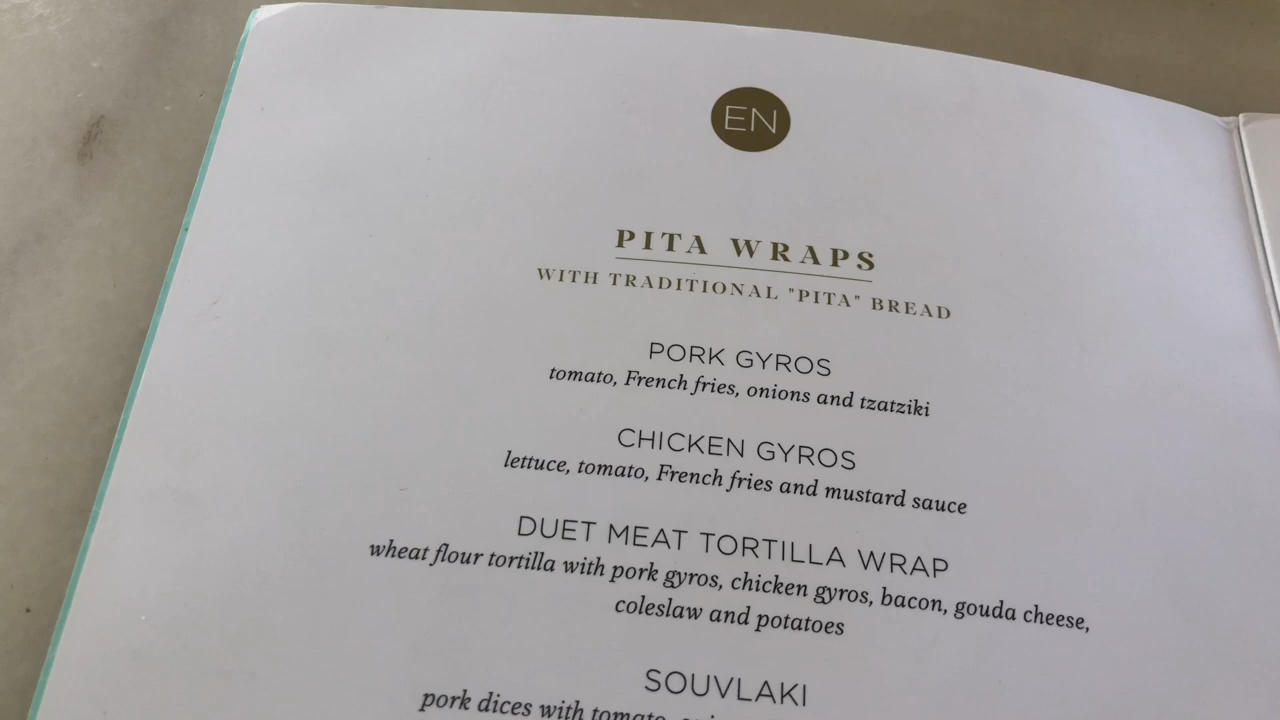 EN
PITA WRAPS
WITH TRADITIONAL "PITA" BREAD
PORK GYROS
tomato, French fries, onions and tzatziki
CHICKEN GYROS
lettuce, tomato, French fries and mustard sauce
DUET MEAT TORTILLA WRAP
wheat flour tortilla with pork gyros, chicken gyros, bacon, gouda cheese,
coleslaw and potatoes
SOUVLAKI
pork dices with tomato,